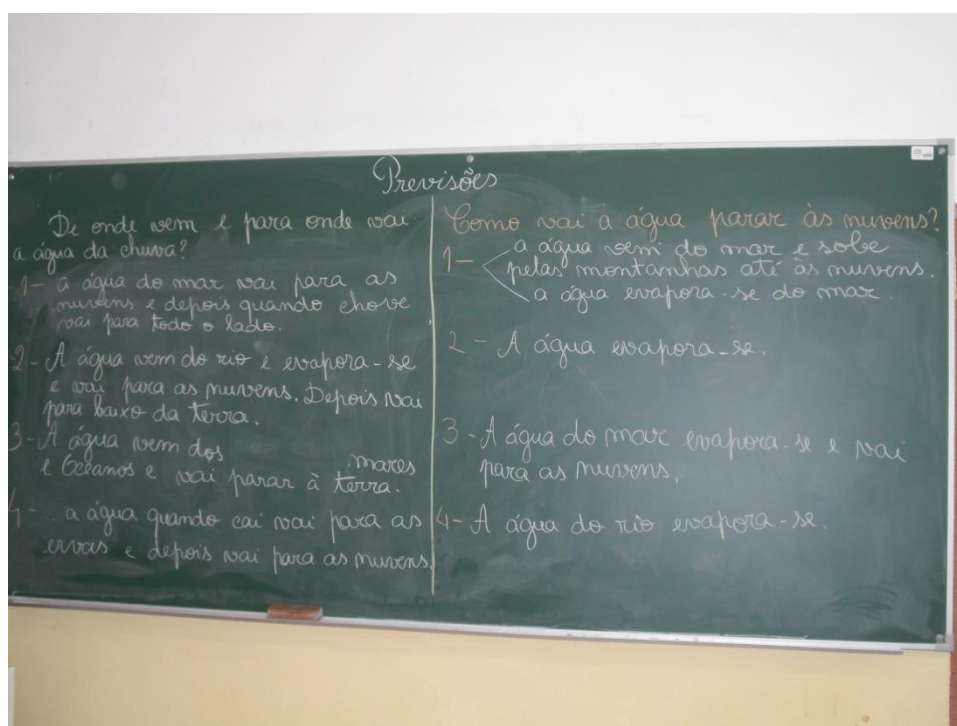 Previsões
De onde vem e para onde vai
a água da chuva?
1- a água do mar vai para as
nuvens e depois quando chove
vai para todo o lado.
2- A água vem do rio e evapora-se
e vai para as nuvens. Depois vai
para baixo da terra.
3- A água vem dos mares
e Oceanos e vai parar à terra.
4- ... a água quando cai vai para as
ervas e depois vai para as nuvens.
Como vai a água parar às nuvens?
1- a água vem do mar e sobe
pelas montanhas até às nuvens.
a água evapora-se do mar.
2 - A água evapora-se.
3 - A água do mar evapora-se e vai
para as nuvens.
4- A água do rio evapora-se.